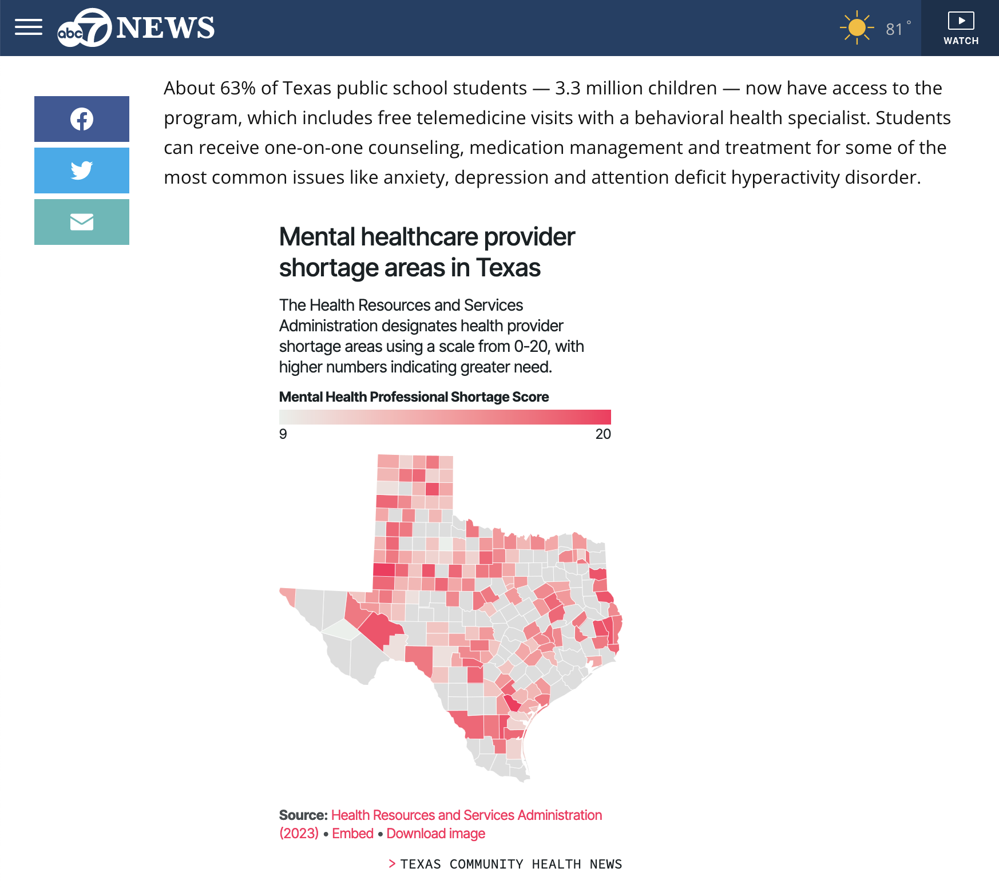 abc 7 NEWS
81°
WATCH
About 63% of Texas public school students — 3.3 million children — now have access to the
program, which includes free telemedicine visits with a behavioral health specialist. Students
can receive one-on-one counseling, medication management and treatment for some of the
most common issues like anxiety, depression and attention deficit hyperactivity disorder.
Mental healthcare provider
shortage areas in Texas
The Health Resources and Services
Administration designates health provider
shortage areas using a scale from 0-20, with
higher numbers indicating greater need.
Mental Health Professional Shortage Score
9 20
Source: Health Resources and Services Administration
(2023) • Embed • Download image
> TEXAS COMMUNITY HEALTH NEWS